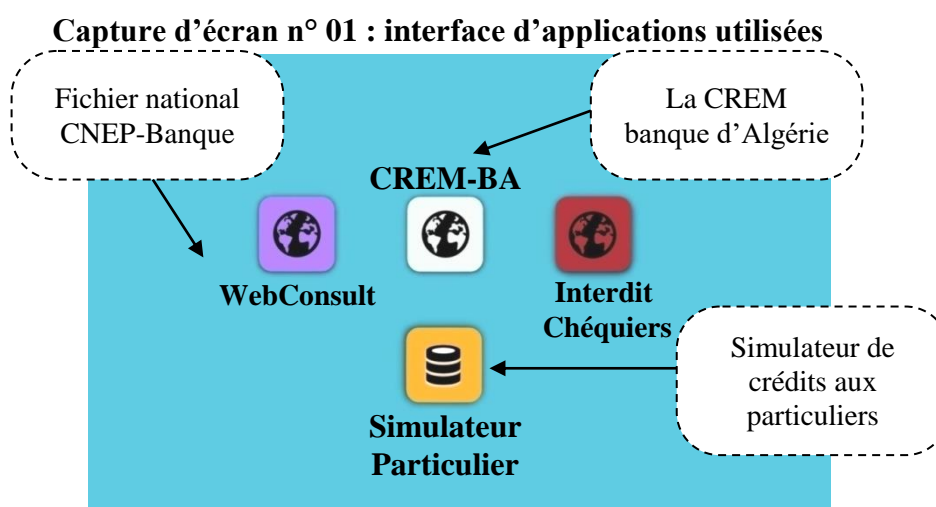 Capture d’écran n° 01 : interface d’applications utilisées
Fichier national
CNEP-Banque
La CREM
banque d’Algérie
CREM-BA
WebConsult
Interdit
Chéquiers
Simulateur de
crédits aux
particuliers
Simulateur
Particulier